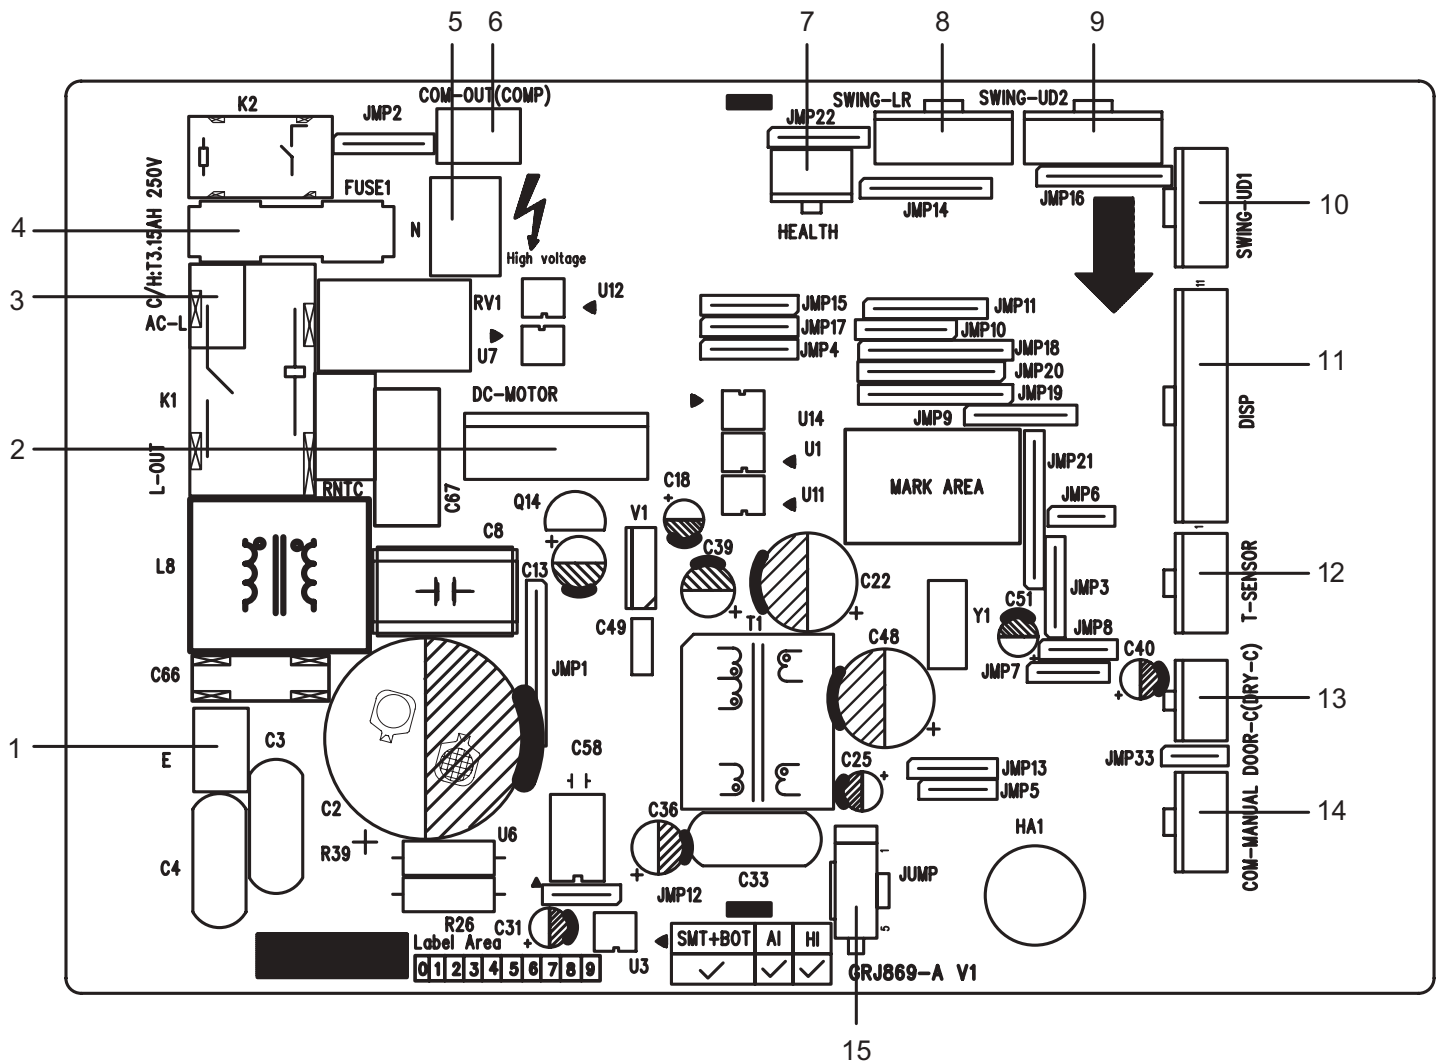 5 6 7 8 9
K2
COM-OUT(COMP)
JMP2
SWING-LR
SWING-UD2
JMP22
C/H:T3.15AH 250V
FUSE1
N
High voltage
JMP14
JMP16
HEALTH
SWING-UD1
10
4
3
AC-L
RV1
U12
U7
JMP15
JMP17
JMP4
JMP11
JMP10
JMP18
JMP20
JMP19
JMP9
11
11
DISP
1
K1
DC-MOTOR
2
L-OUT
RNTC
C67
U14
U1
U11
MARK AREA
JMP21
JMP6
Q14
C18
V1
C8
L8
C13
C39
C22
C49
T1
Y1
C51
JMP3
T-SENSOR
12
C66
JMP1
C48
JMP8
JMP7
C40
DOOR-C(DRY-C)
13
1
E
C3
C58
C25
JMP13
JMP5
JMP33
C2
C4
R39
U6
C36
C33
JMP12
HA1
COM-MANUAL
14
1
JUMP
5
R26
C31
U3
Label Area
0 1 2 3 4 5 6 7 8 9
SMT+BOT AI HI
GRJ869-A V1
15